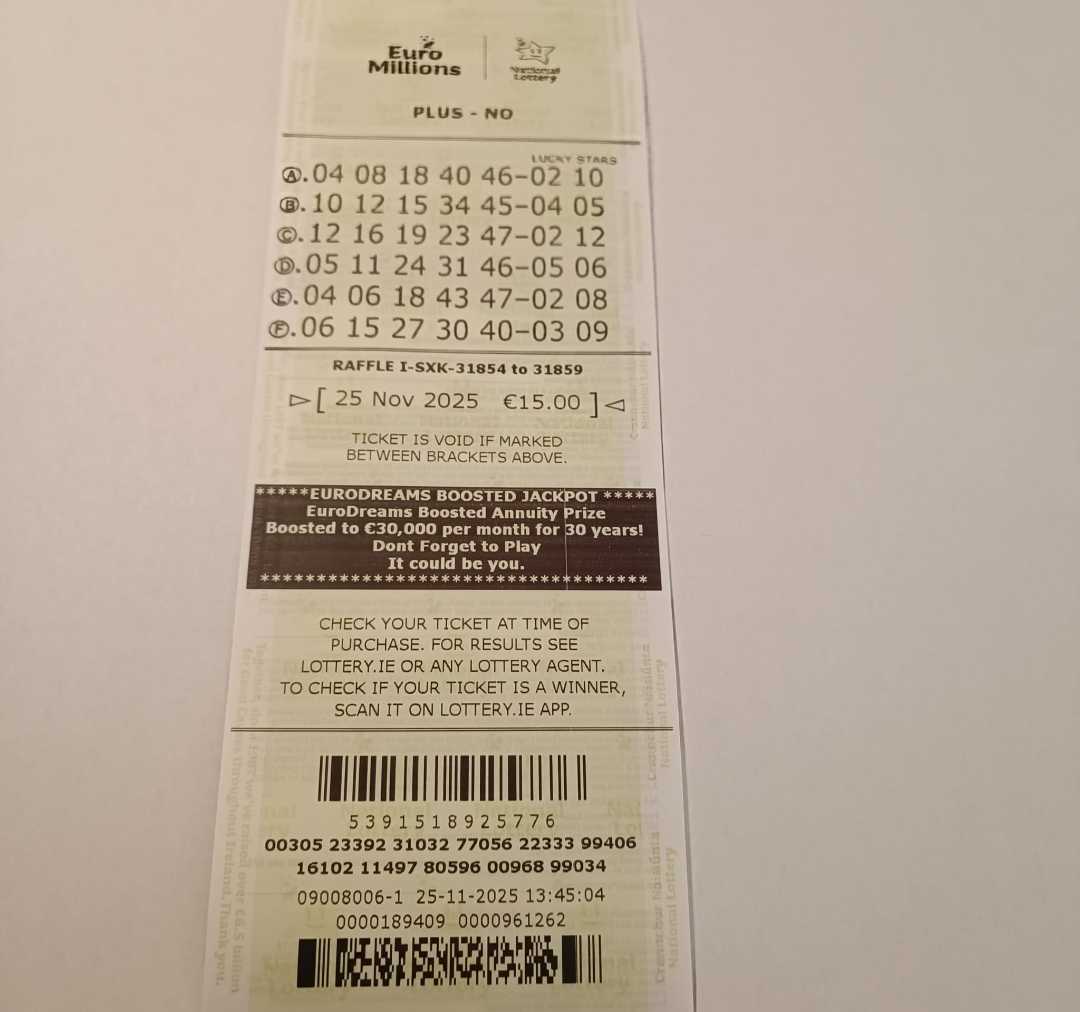 Euro
Millions
National
Lottery
PLUS - NO
LUCKY STARS
Ⓐ.04 08 18 40 46-02 10
Ⓑ.10 12 15 34 45-04 05
Ⓒ.12 16 19 23 47-02 12
Ⓓ.05 11 24 31 46-05 06
Ⓔ.04 06 18 43 47-02 08
Ⓕ.06 15 27 30 40-03 09
RAFFLE I-SXK-31854 to 31859
[ 25 Nov 2025 €15.00 ]
TICKET IS VOID IF MARKED
BETWEEN BRACKETS ABOVE.
*****EURODREAMS BOOSTED JACKPOT *****
EuroDreams Boosted Annuity Prize
Boosted to €30,000 per month for 30 years!
Dont Forget to Play
It could be you.
************************************
CHECK YOUR TICKET AT TIME OF
PURCHASE. FOR RESULTS SEE
LOTTERY.IE OR ANY LOTTERY AGENT.
TO CHECK IF YOUR TICKET IS A WINNER,
SCAN IT ON LOTTERY.IE APP.
5391518925776
00305 23392 31032 77056 22333 99406
16102 11497 80596 00968 99034
09008006-1 25-11-2025 13:45:04
0000189409 0000961262